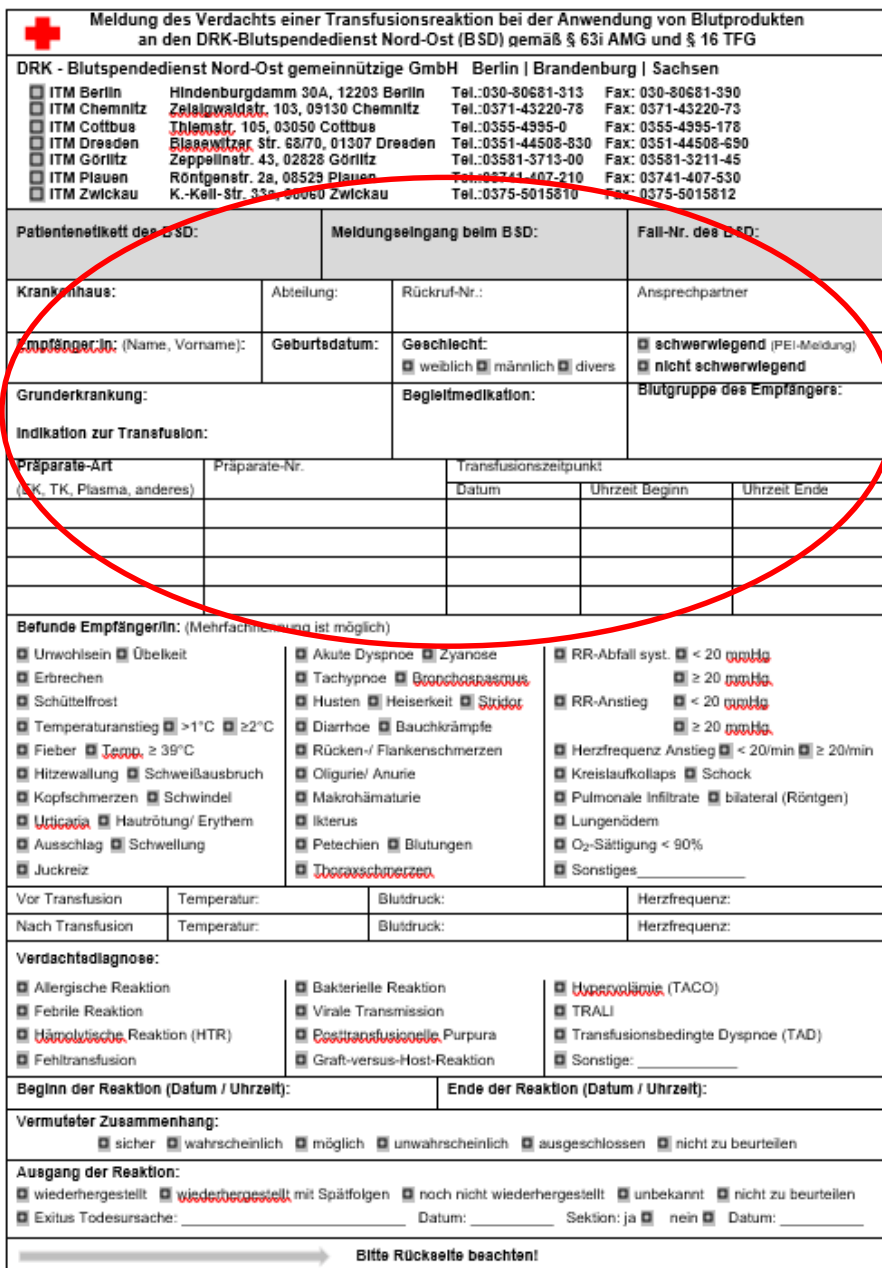 Meldung des Verdachts einer Transfusionsreaktion bei der Anwendung von Blutprodukten
an den DRK-Blutspendedienst Nord-Ost (BSD) gemäß § 63i AMG und § 16 TFG
DRK - Blutspendedienst Nord-Ost gemeinnützige GmbH Berlin | Brandenburg | Sachsen
ITM Berlin Hindenburgdamm 30A, 12203 Berlin Tel.:030-80681-313 Fax: 030-80681-390
ITM Chemnitz Zeisigwaldstr. 103, 09130 Chemnitz Tel.:0371-43220-78 Fax: 0371-43220-73
ITM Cottbus Thiemstr. 105, 03050 Cottbus Tel.:0355-4995-0 Fax: 0355-4995-178
ITM Dresden Blasewitzer Str. 68/70, 01307 Dresden Tel.:0351-44508-830 Fax: 0351-44508-690
ITM Görlitz Zeppelinstr. 43, 02828 Görlitz Tel.:03581-3713-00 Fax: 03581-3211-45
ITM Plauen Röntgenstr. 2a, 08529 Plauen Tel.:03741-407-210 Fax: 03741-407-530
ITM Zwickau K.-Keil-Str. 33a, 08060 Zwickau Tel.:0375-5015810 Fax: 0375-5015812
Patientenetikett des BSD: Meldungseingang beim BSD: Fall-Nr. des BSD:
Krankenhaus: Abteilung: Rückruf-Nr.: Ansprechpartner
Empfänger:in: (Name, Vorname): Geburtsdatum: Geschlecht: schwerwiegend (PEI-Meldung)
weiblich männlich divers nicht schwerwiegend
Grunderkrankung: Begleitmedikation: Blutgruppe des Empfängers:
Indikation zur Transfusion:
Präparate-Art Präparate-Nr. Transfusionszeitpunkt
(EK, TK, Plasma, anderes) Datum Uhrzeit Beginn Uhrzeit Ende
Befunde Empfänger/in: (Mehrfachnennung ist möglich)
Unwohlsein Übelkeit Akute Dyspnoe Zyanose RR-Abfall syst. < 20 mmHg
Erbrechen Tachypnoe Bronchospasmus ≥ 20 mmHg
Schüttelfrost Husten Heiserkeit Stridor RR-Anstieg < 20 mmHg
Temperaturanstieg >1°C ≥2°C Diarrhoe Bauchkrämpfe ≥ 20 mmHg
Fieber Temp. ≥ 39°C Rücken-/ Flankenschmerzen Herzfrequenz Anstieg < 20/min ≥ 20/min
Hitzewallung Schweißausbruch Oligurie/ Anurie Kreislaufkollaps Schock
Kopfschmerzen Schwindel Makrohämaturie Pulmonale Infiltrate bilateral (Röntgen)
Urticaria Hautrötung/ Erythem Ikterus Lungenödem
Ausschlag Schwellung Petechien Blutungen O₂-Sättigung < 90%
Juckreiz Thoraxschmerzen Sonstiges_____________
Vor Transfusion Temperatur: Blutdruck: Herzfrequenz:
Nach Transfusion Temperatur: Blutdruck: Herzfrequenz:
Verdachtsdiagnose:
Allergische Reaktion Bakterielle Reaktion Hypervolämie (TACO)
Febrile Reaktion Virale Transmission TRALI
Hämolytische Reaktion (HTR) Posttransfusionelle Purpura Transfusionsbedingte Dyspnoe (TAD)
Fehltransfusion Graft-versus-Host-Reaktion Sonstige: ____________
Beginn der Reaktion (Datum / Uhrzeit): Ende der Reaktion (Datum / Uhrzeit):
Vermuteter Zusammenhang:
sicher wahrscheinlich möglich unwahrscheinlich ausgeschlossen nicht zu beurteilen
Ausgang der Reaktion:
wiederhergestellt wiederhergestellt mit Spätfolgen noch nicht wiederhergestellt unbekannt nicht zu beurteilen
Exitus Todesursache: ___________________________ Datum: __________ Sektion: ja nein Datum: __________
Bitte Rückseite beachten!